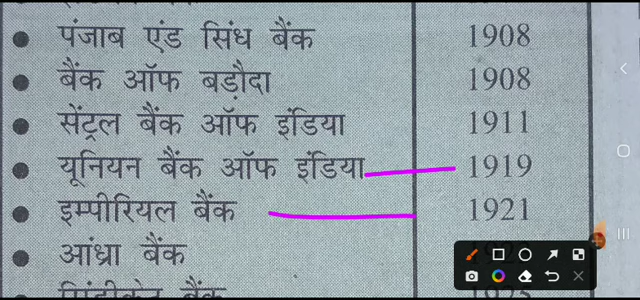 पंजाब एंड सिंध बैंक 1908
बैंक ऑफ बड़ौदा 1908
सेंट्रल बैंक ऑफ इंडिया 1911
यूनियन बैंक ऑफ इंडिया 1919
इम्पीरियल बैंक 1921
आंध्रा बैंक
बैंक